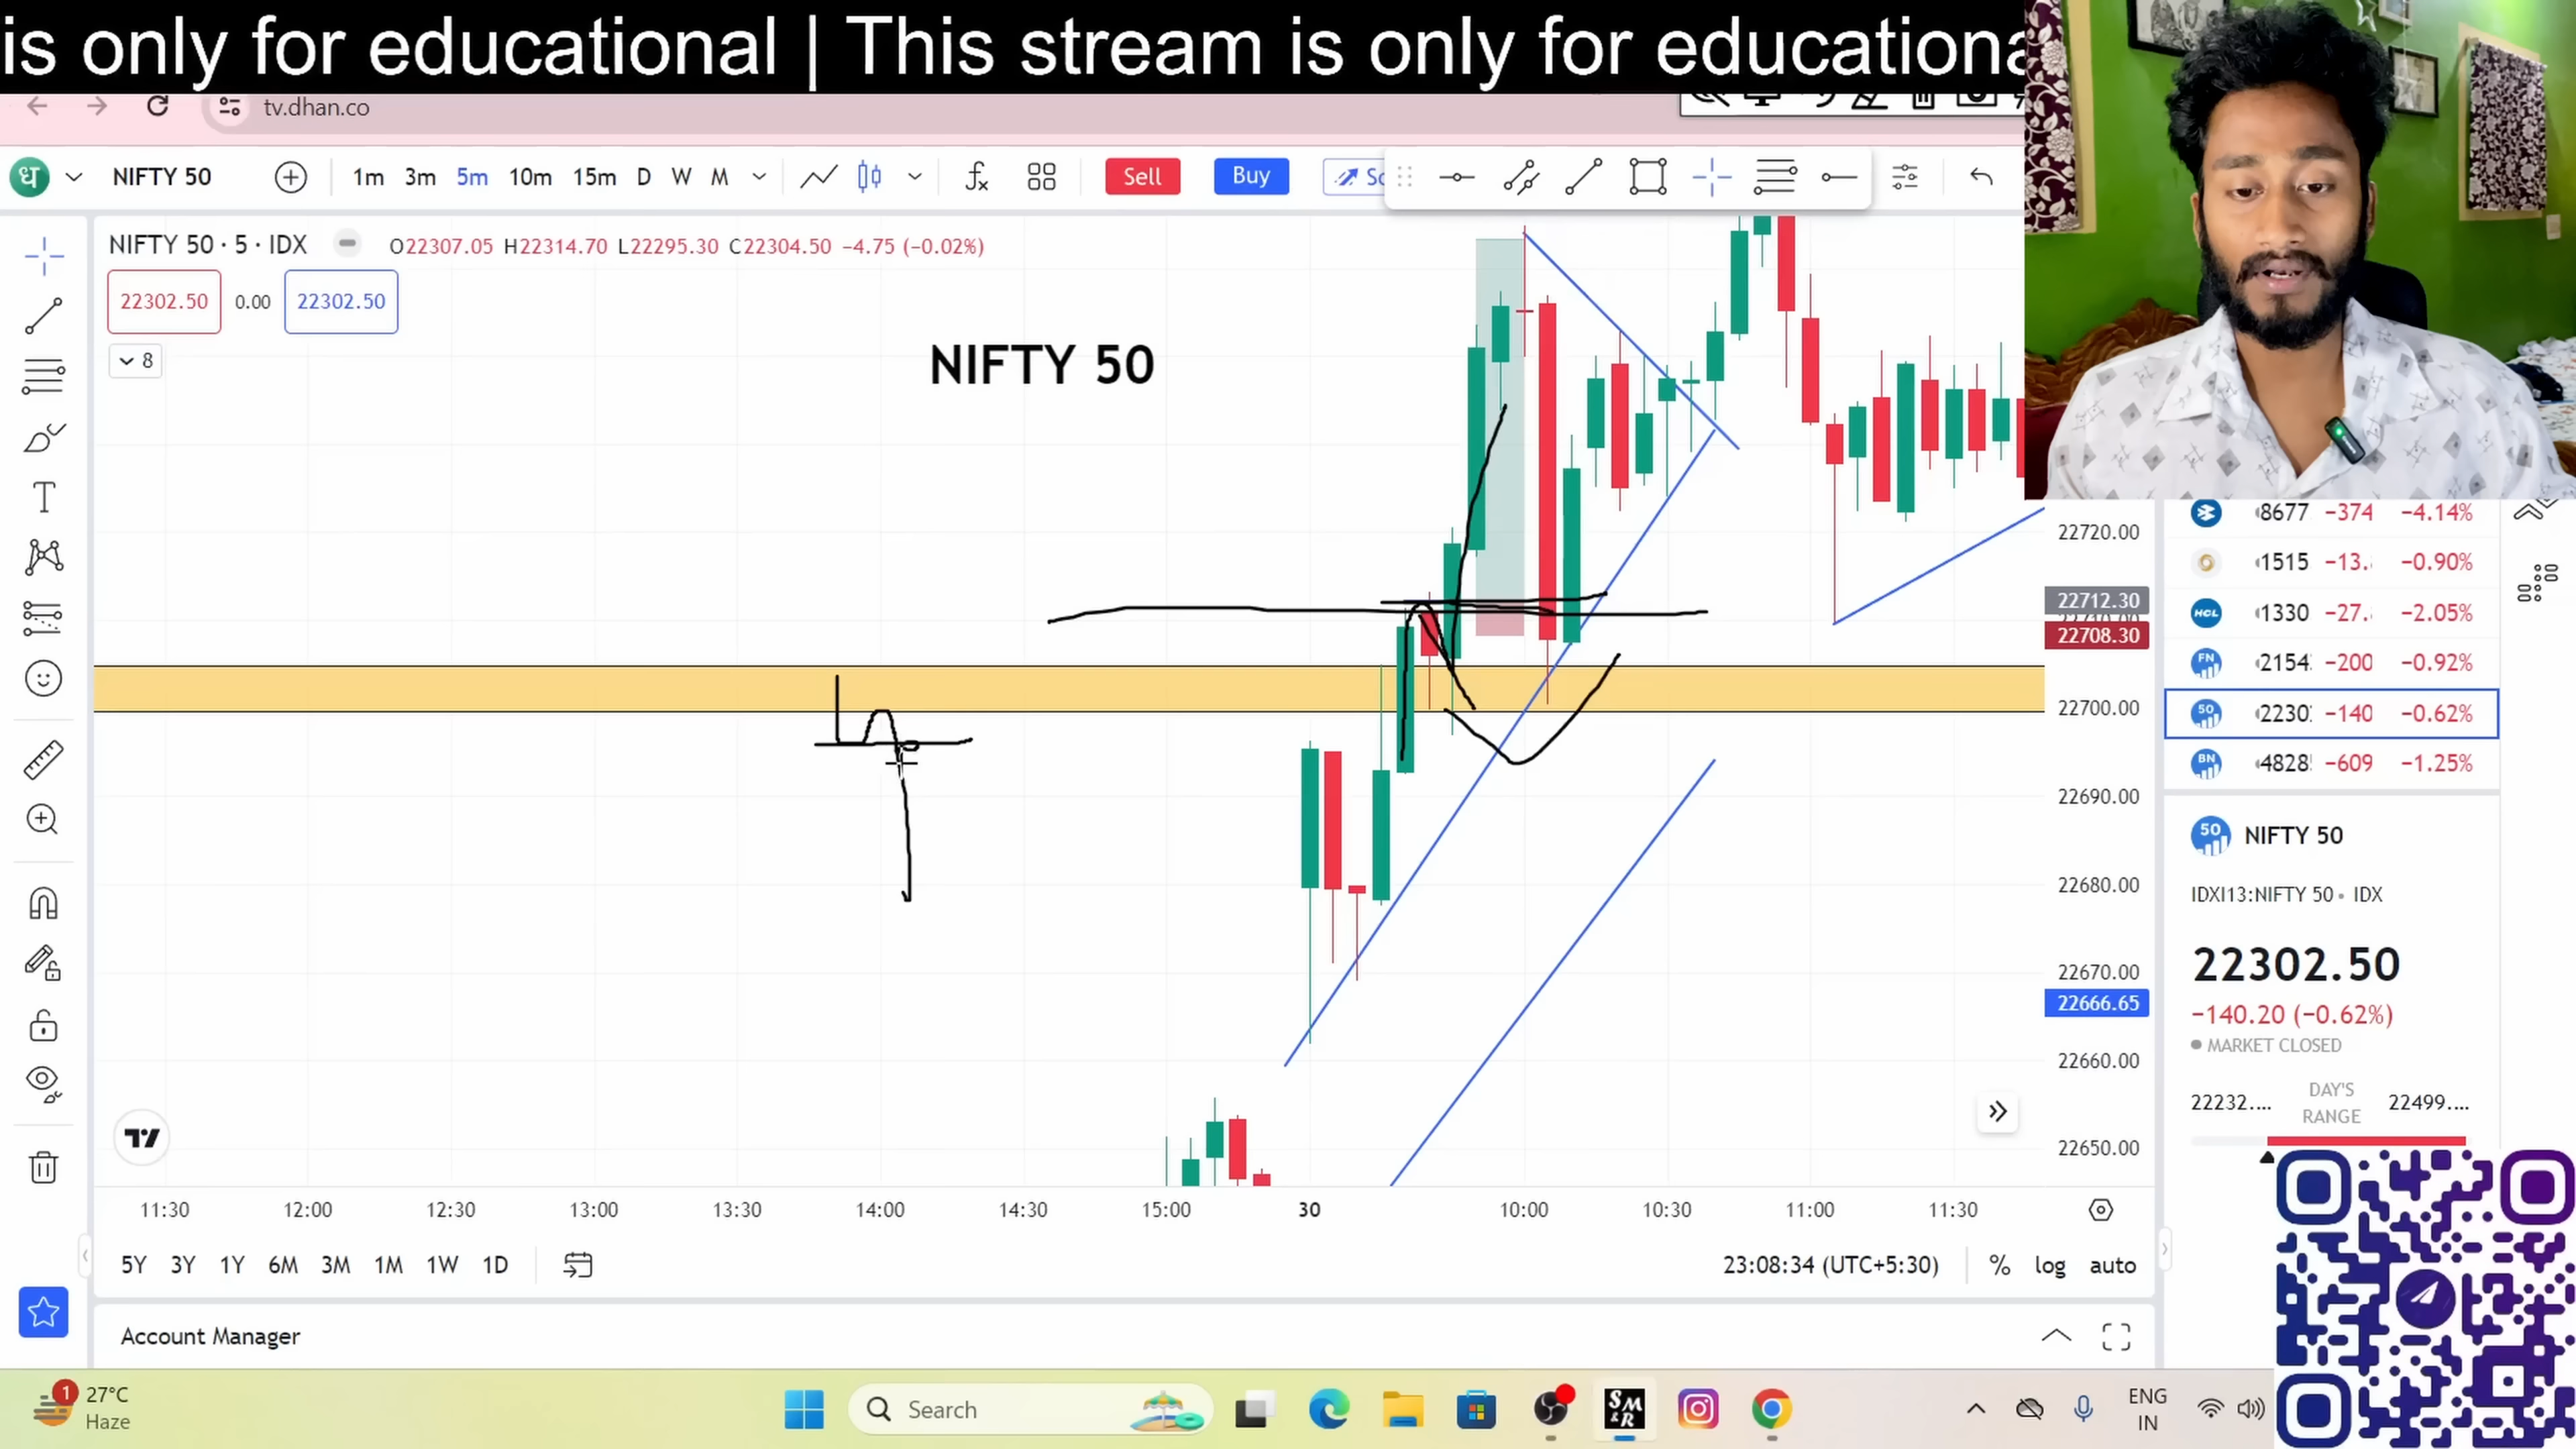 is only for educational | This stream is only for educationa
tv.dhan.co
NIFTY 50
1m 3m 5m 10m 15m D W M
Sell
Buy
Sc
NIFTY 50 · 5 · IDX
O22307.05 H22314.70 L22295.30 C22304.50 −4.75 (−0.02%)
22302.50
0.00
22302.50
8
NIFTY 50
22720.00
22712.30
22708.30
22700.00
22690.00
22680.00
22670.00
22666.65
22660.00
22650.00
8677 −374 −4.14%
1515 −13. −0.90%
HCL 1330 −27. −2.05%
FN 2154 −200 −0.92%
50 2230 −140 −0.62%
BN 4828 −609 −1.25%
50 NIFTY 50
IDXI13:NIFTY 50 • IDX
22302.50
−140.20 (−0.62%)
MARKET CLOSED
22232.... DAY'S RANGE 22499....
11:30 12:00 12:30 13:00 13:30 14:00 14:30 15:00 30 10:00 10:30 11:00 11:30
5Y 3Y 1Y 6M 3M 1M 1W 1D
23:08:34 (UTC+5:30) % log auto
Account Manager
1
27°C
Haze
Search
SM&R
ENG
IN